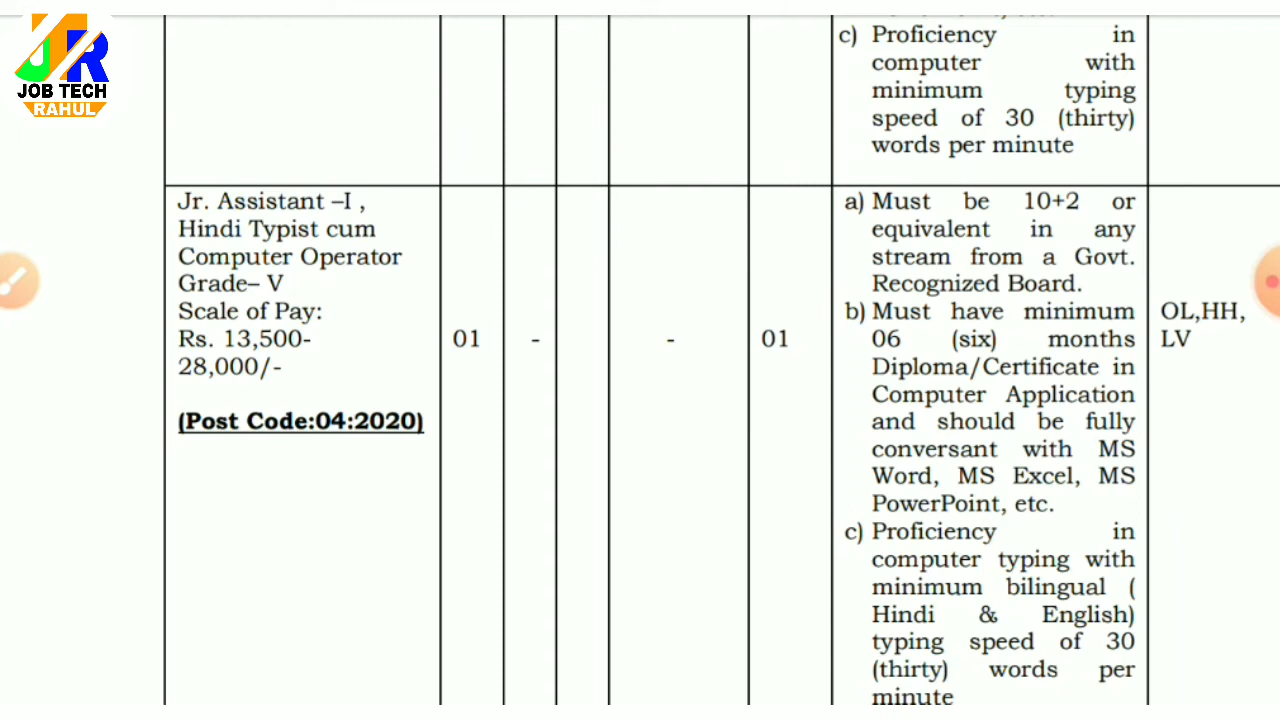 JOB TECH
RAHUL
c) Proficiency in
computer with
minimum typing
speed of 30 (thirty)
words per minute
Jr. Assistant –I ,
Hindi Typist cum
Computer Operator
Grade– V
Scale of Pay:
Rs. 13,500-
28,000/-
(Post Code:04:2020)
01
-
-
01
a) Must be 10+2 or
equivalent in any
stream from a Govt.
Recognized Board.
b) Must have minimum
06 (six) months
Diploma/Certificate in
Computer Application
and should be fully
conversant with MS
Word, MS Excel, MS
PowerPoint, etc.
c) Proficiency in
computer typing with
minimum bilingual (
Hindi & English)
typing speed of 30
(thirty) words per
minute
OL,HH,
LV